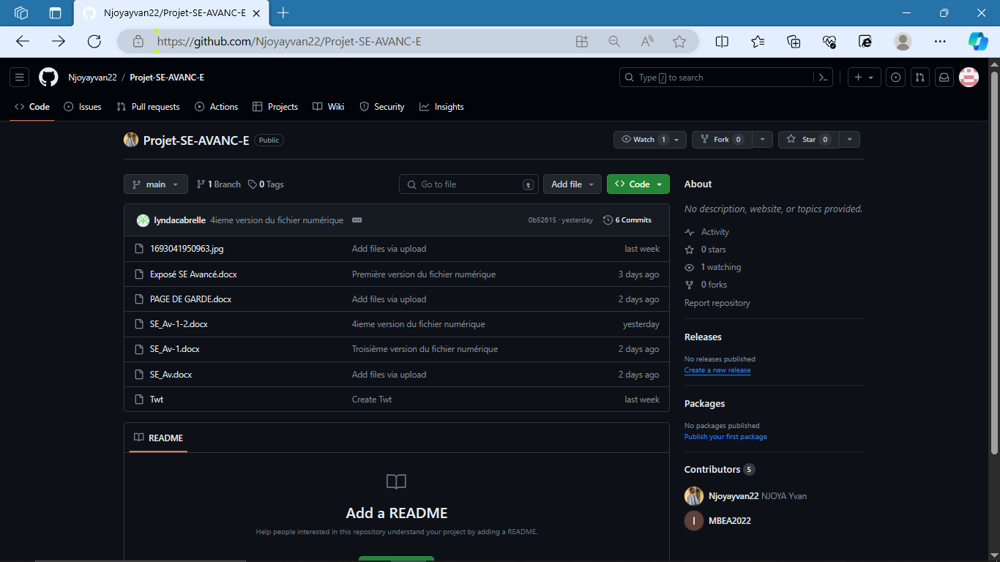 Njoyayvan22/Projet-SE-AVANC-E
https://github.com/Njoyayvan22/Projet-SE-AVANC-E
Njoyayvan22 / Projet-SE-AVANC-E
Type / to search
Code Issues Pull requests Actions Projects Wiki Security Insights
Projet-SE-AVANC-E Public
Watch 1 Fork 0 Star 0
main 1 Branch 0 Tags Go to file t Add file Code
lyndacabrelle 4ieme version du fichier numérique 0b52615 · yesterday 6 Commits
1693041950963.jpg Add files via upload last week
Exposé SE Avancé.docx Première version du fichier numérique 3 days ago
PAGE DE GARDE.docx Add files via upload 2 days ago
SE_Av-1-2.docx 4ieme version du fichier numérique yesterday
SE_Av-1.docx Troisième version du fichier numérique 2 days ago
SE_Av.docx Add files via upload 2 days ago
Twt Create Twt last week
README
Add a README
Help people interested in this repository understand your project by adding a README.
About
No description, website, or topics provided.
Activity
0 stars
1 watching
0 forks
Report repository
Releases
No releases published
Create a new release
Packages
No packages published
Publish your first package
Contributors 5
Njoyayvan22 NJOYA Yvan
I MBEA2022